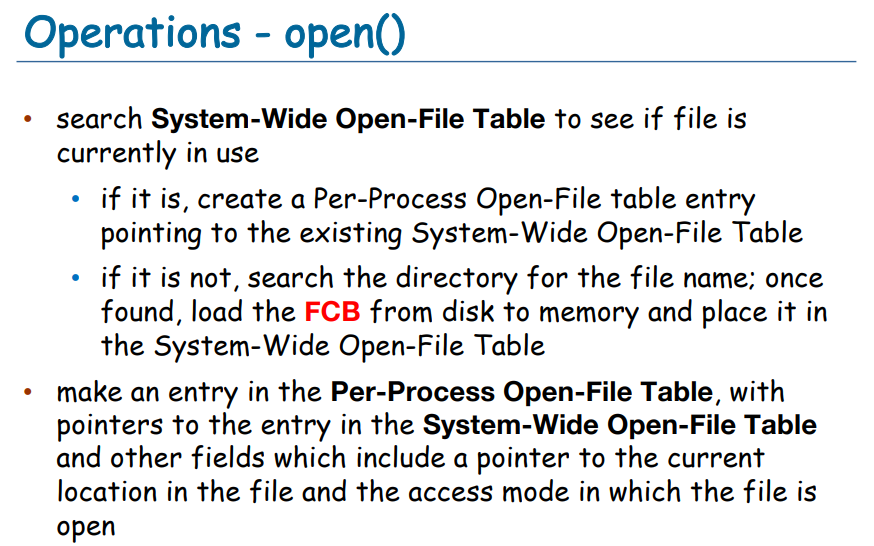 Operations - open()
• search System-Wide Open-File Table to see if file is
currently in use
• if it is, create a Per-Process Open-File table entry
pointing to the existing System-Wide Open-File Table
• if it is not, search the directory for the file name; once
found, load the FCB from disk to memory and place it in
the System-Wide Open-File Table
• make an entry in the Per-Process Open-File Table, with
pointers to the entry in the System-Wide Open-File Table
and other fields which include a pointer to the current
location in the file and the access mode in which the file is
open